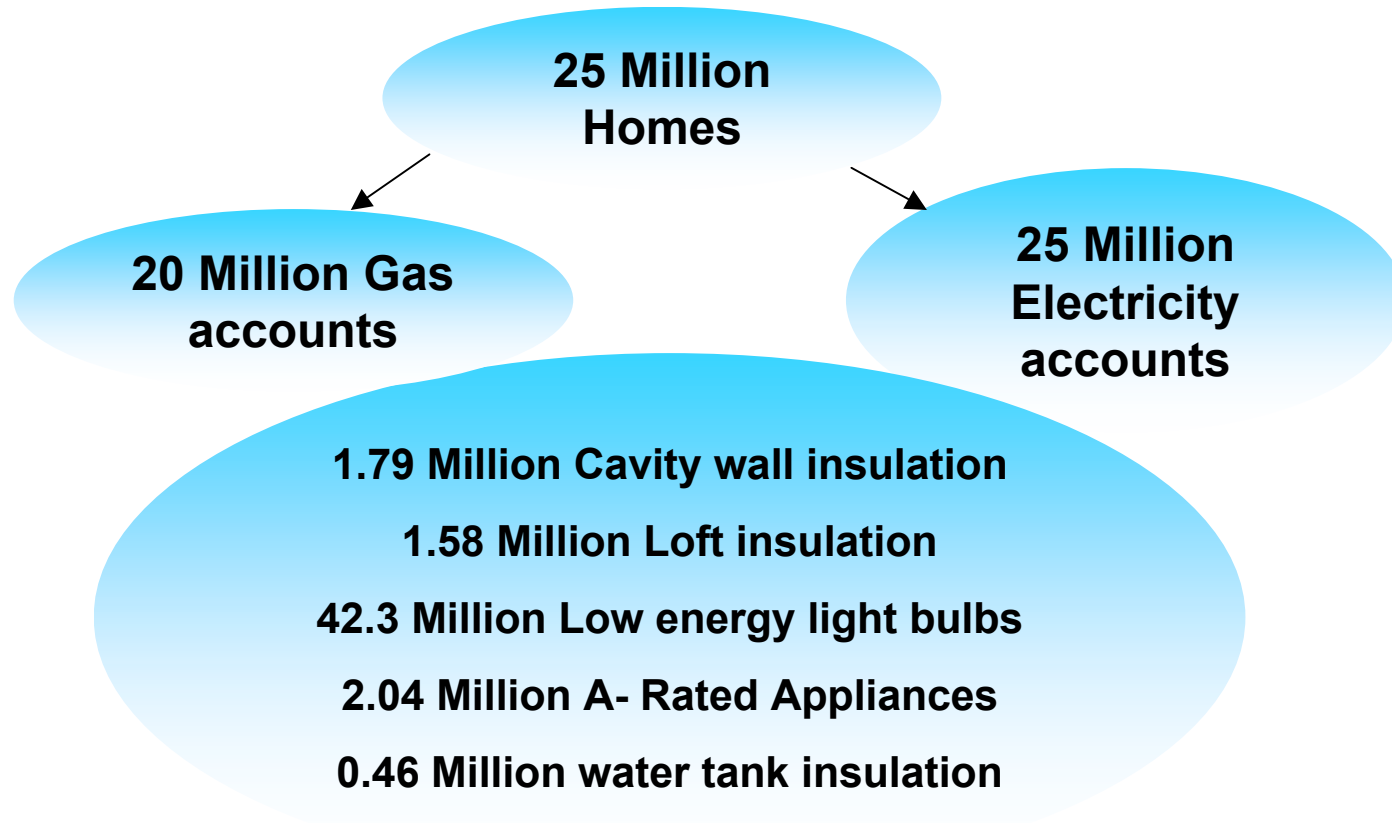 25 Million
Homes
20 Million Gas
accounts
25 Million
Electricity
accounts
1.79 Million Cavity wall insulation
1.58 Million Loft insulation
42.3 Million Low energy light bulbs
2.04 Million A- Rated Appliances
0.46 Million water tank insulation